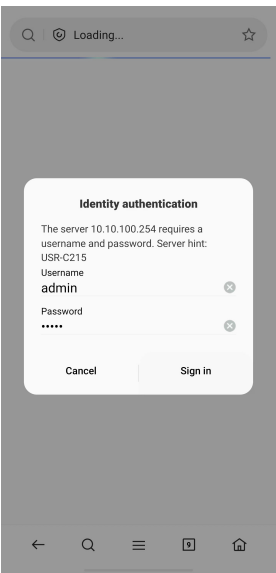 Loading...
Identity authentication
The server 10.10.100.254 requires a
username and password. Server hint:
USR-C215
Username
admin
Password
•••••
Cancel
Sign in
9